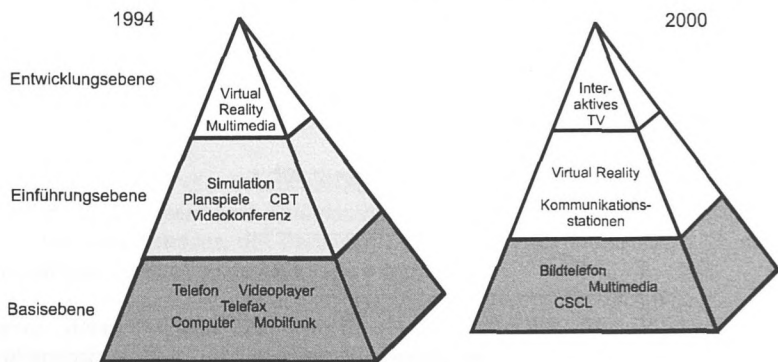 1994
2000
Entwicklungsebene
Einführungsebene
Basisebene
Virtual
Reality
Multimedia
Simulation
Planspiele CBT
Videokonferenz
Telefon Videoplayer
Telefax
Computer Mobilfunk
Inter-
aktives
TV
Virtual Reality
Kommunikations-
stationen
Bildtelefon
Multimedia
CSCL